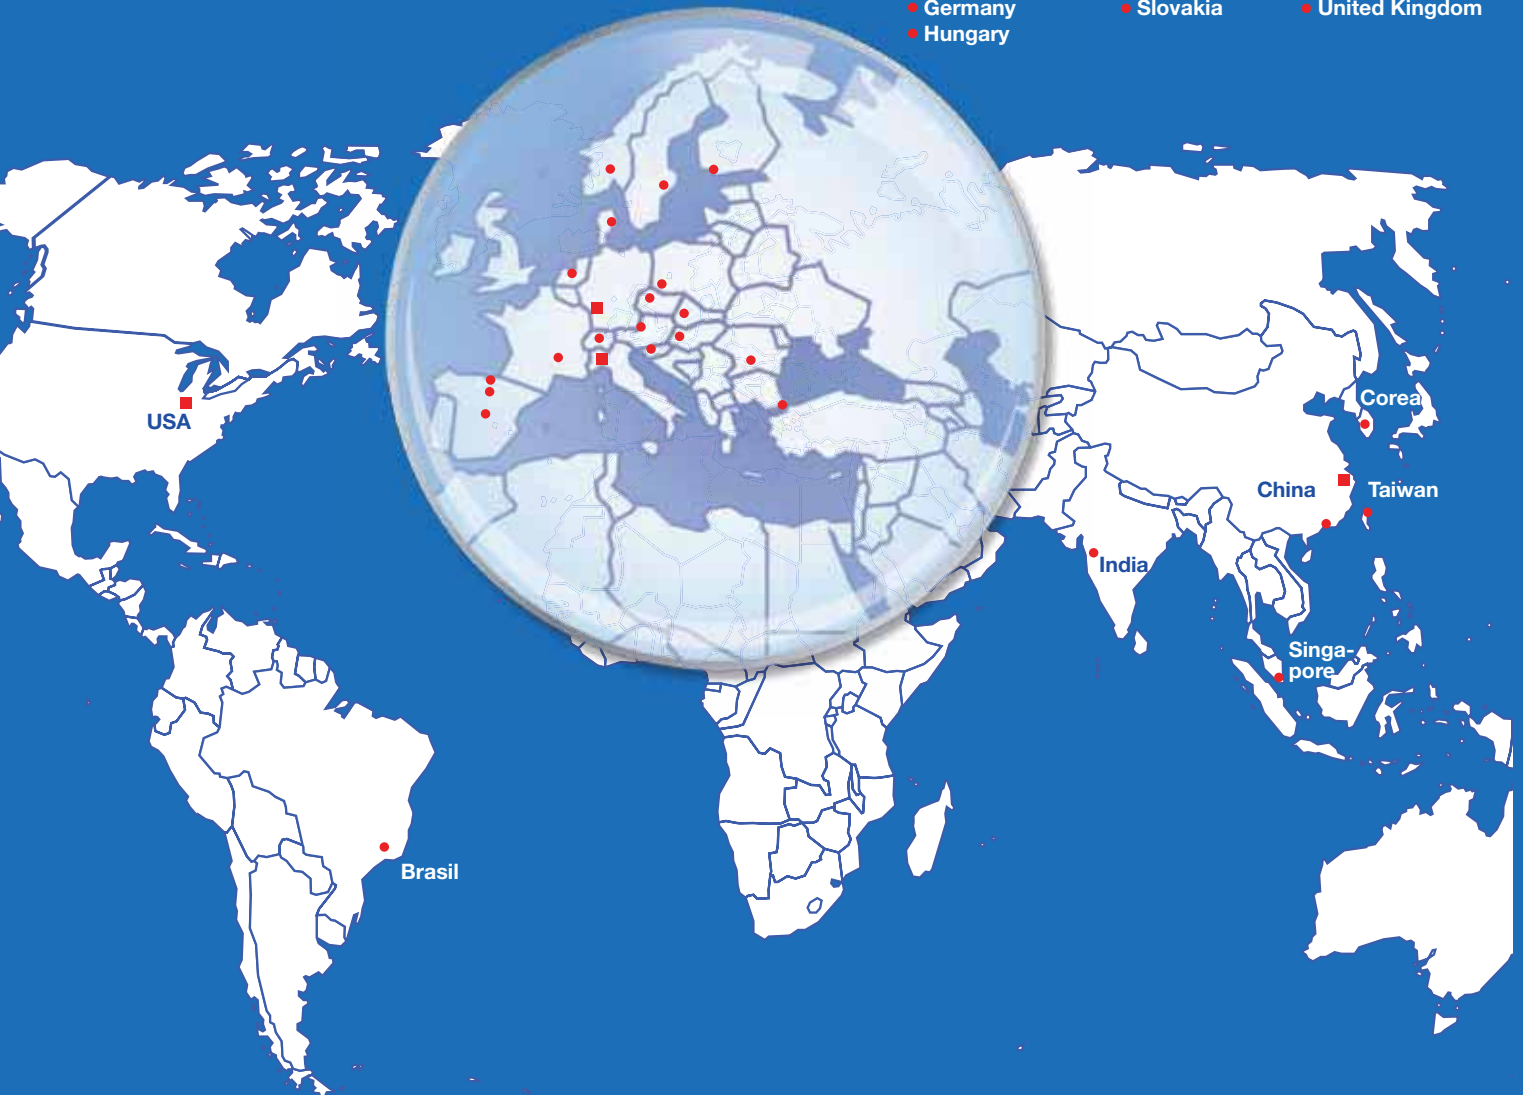 Germany
Slovakia
United Kingdom
Hungary
USA
Corea
China
Taiwan
India
Singa-
pore
Brasil